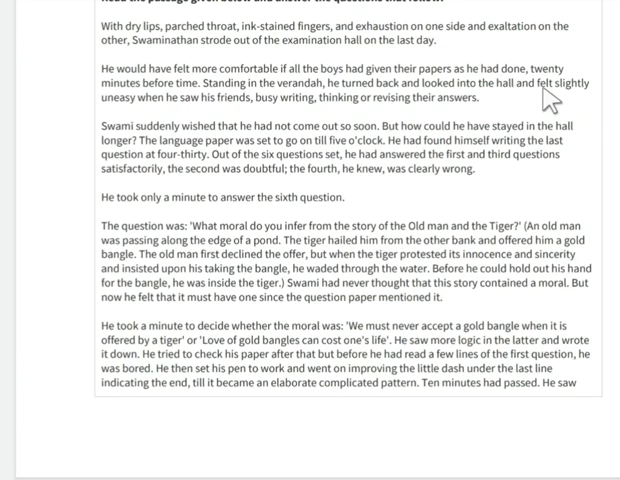 Read the passage given below and answer the questions that follow:
With dry lips, parched throat, ink-stained fingers, and exhaustion on one side and exaltation on the
other, Swaminathan strode out of the examination hall on the last day.
He would have felt more comfortable if all the boys had given their papers as he had done, twenty
minutes before time. Standing in the verandah, he turned back and looked into the hall and felt slightly
uneasy when he saw his friends, busy writing, thinking or revising their answers.
Swami suddenly wished that he had not come out so soon. But how could he have stayed in the hall
longer? The language paper was set to go on till five o'clock. He had found himself writing the last
question at four-thirty. Out of the six questions set, he had answered the first and third questions
satisfactorily, the second was doubtful; the fourth, he knew, was clearly wrong.
He took only a minute to answer the sixth question.
The question was: 'What moral do you infer from the story of the Old man and the Tiger?' (An old man
was passing along the edge of a pond. The tiger hailed him from the other bank and offered him a gold
bangle. The old man first declined the offer, but when the tiger protested its innocence and sincerity
and insisted upon his taking the bangle, he waded through the water. Before he could hold out his hand
for the bangle, he was inside the tiger.) Swami had never thought that this story contained a moral. But
now he felt that it must have one since the question paper mentioned it.
He took a minute to decide whether the moral was: 'We must never accept a gold bangle when it is
offered by a tiger' or 'Love of gold bangles can cost one's life'. He saw more logic in the latter and wrote
it down. He tried to check his paper after that but before he had read a few lines of the first question, he
was bored. He then set his pen to work and went on improving the little dash under the last line
indicating the end, till it became an elaborate complicated pattern. Ten minutes had passed. He saw